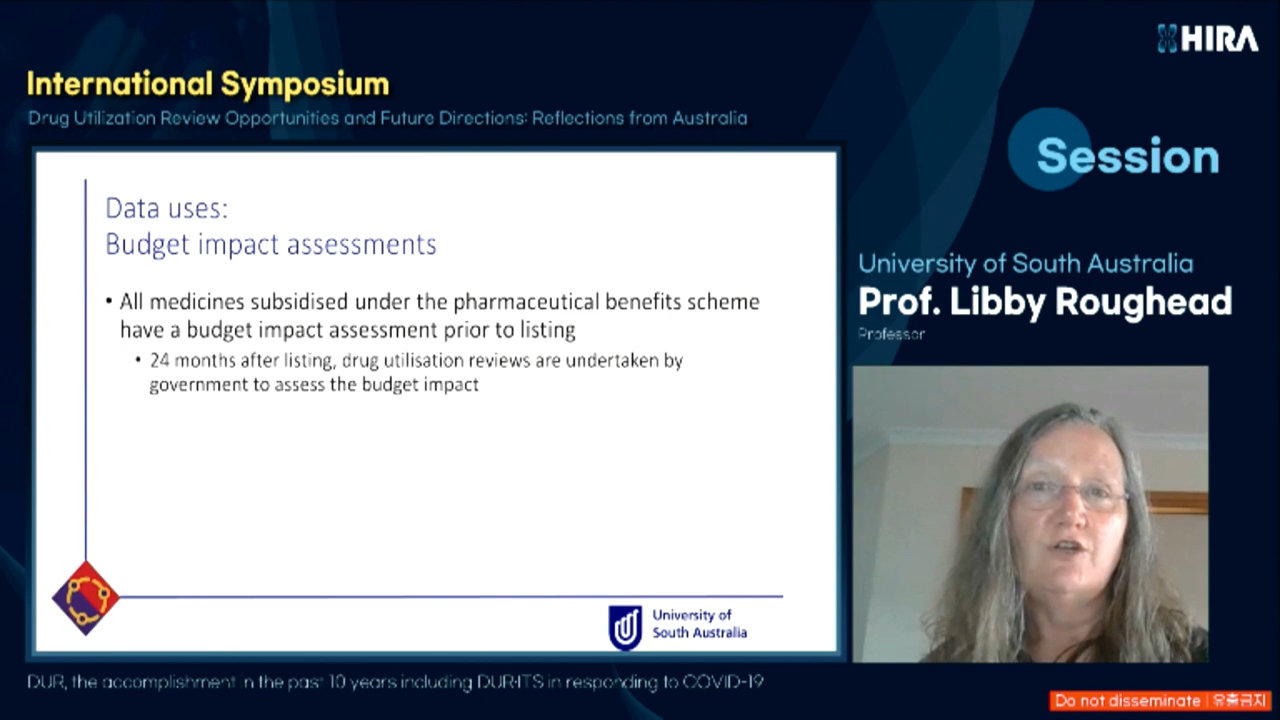 HIRA
International Symposium
Drug Utilization Review Opportunities and Future Directions: Reflections from Australia
Session
Data uses:
Budget impact assessments
• All medicines subsidised under the pharmaceutical benefits scheme
have a budget impact assessment prior to listing
• 24 months after listing, drug utilisation reviews are undertaken by
government to assess the budget impact
University of
South Australia
University of South Australia
Prof. Libby Roughead
Professor
DUR, the accomplishment in the past 10 years including DUR-ITS in responding to COVID-19
Do not disseminate | 유출금지